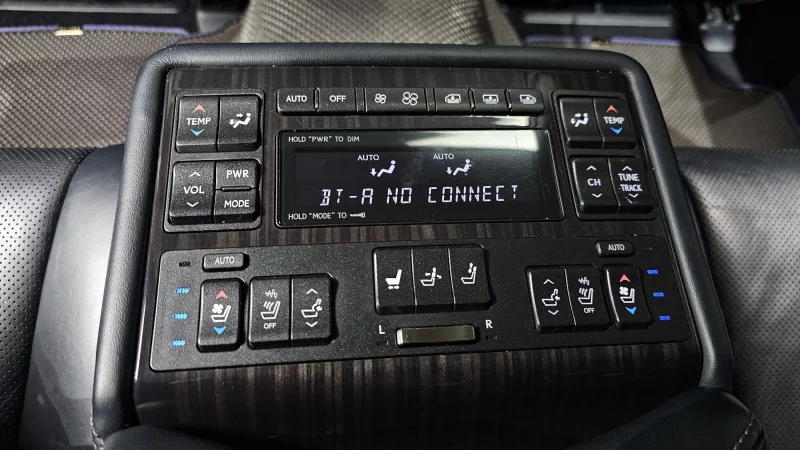 AUTO OFF
TEMP
TEMP
HOLD "PWR" TO DIM
AUTO AUTO
VOL
PWR
MODE
BT-A NO CONNECT
HOLD "MODE" TO
CH
TUNE
TRACK
AUTO
AUTO
OFF
OFF
L R